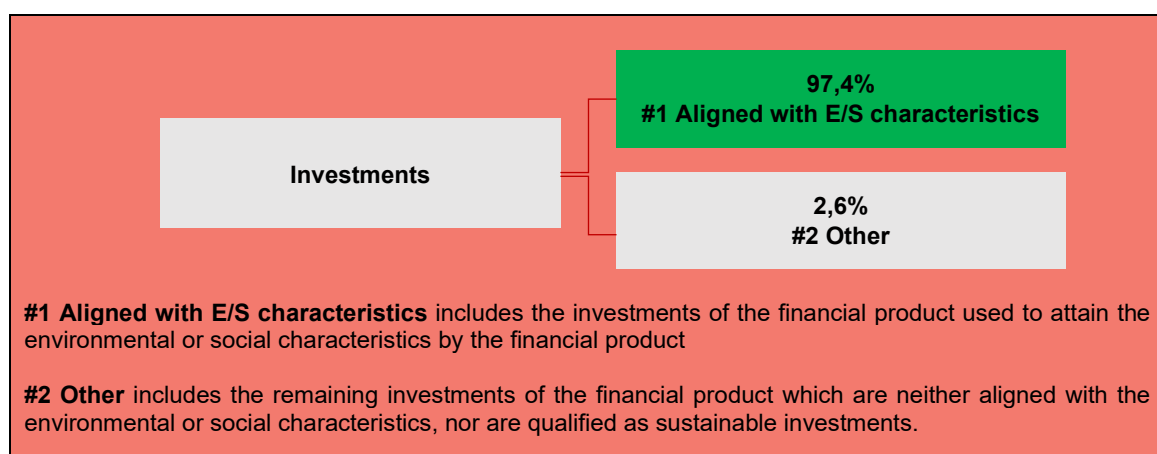 97,4%
#1 Aligned with E/S characteristics
Investments
2,6%
#2 Other
#1 Aligned with E/S characteristics includes the investments of the financial product used to attain the
environmental or social characteristics by the financial product
#2 Other includes the remaining investments of the financial product which are neither aligned with the
environmental or social characteristics, nor are qualified as sustainable investments.